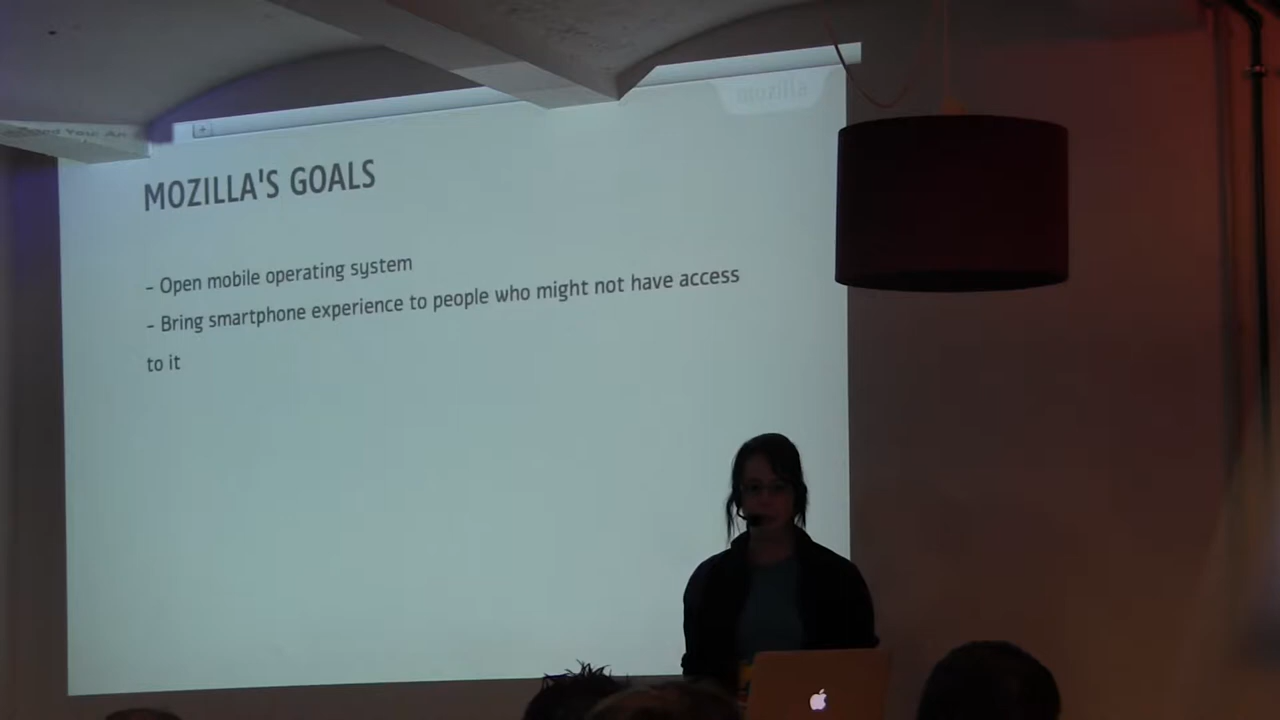 mozilla
MOZILLA'S GOALS
- Open mobile operating system
- Bring smartphone experience to people who might not have access
to it